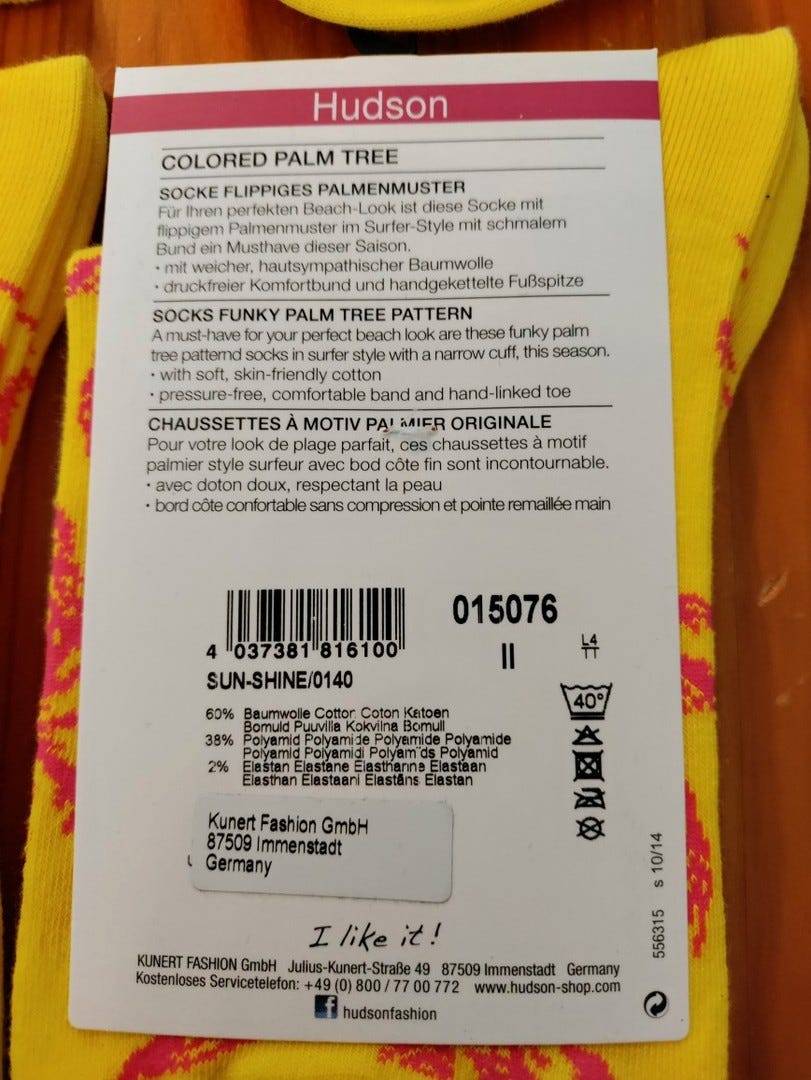 Hudson
COLORED PALM TREE
SOCKE FLIPPIGES PALMENMUSTER
Für Ihren perfekten Beach-Look ist diese Socke mit
flippigem Palmenmuster im Surfer-Style mit schmalem
Bund ein Musthave dieser Saison.
• mit weicher, hautsympathischer Baumwolle
• druckfreier Komfortbund und handgekettelte Fußspitze
SOCKS FUNKY PALM TREE PATTERN
A must-have for your perfect beach look are these funky palm
tree patternd socks in surfer style with a narrow cuff, this season.
• with soft, skin-friendly cotton
• pressure-free, comfortable band and hand-linked toe
CHAUSSETTES À MOTIV PALMIER ORIGINALE
Pour votre look de plage parfait, ces chaussettes à motif
palmier style surfeur avec bod côte fin sont incontournable.
• avec doton doux, respectant la peau
• bord côte confortable sans compression et pointe remaillée main
015076
II
L4
TT
4 037381 816100
SUN-SHINE/0140
40°
60% Baumwolle Cotton Coton Katoen
Bomuld Puuvilla Kokvilna Bomull
38% Polyamid Polyamide Polyamide Polyamide
Polyamid Polyamidi Polyamīds Polyamid
2% Elastan Elastane Elasthanne Elastaan
Elasthan Elastaani Elastāns Elastan
Kunert Fashion GmbH
87509 Immenstadt
Germany
556315 s 10/14
I like it!
KUNERT FASHION GmbH Julius-Kunert-Straße 49 87509 Immenstadt Germany
Kostenloses Servicetelefon: +49 (0) 800 / 77 00 772 www.hudson-shop.com
f hudsonfashion